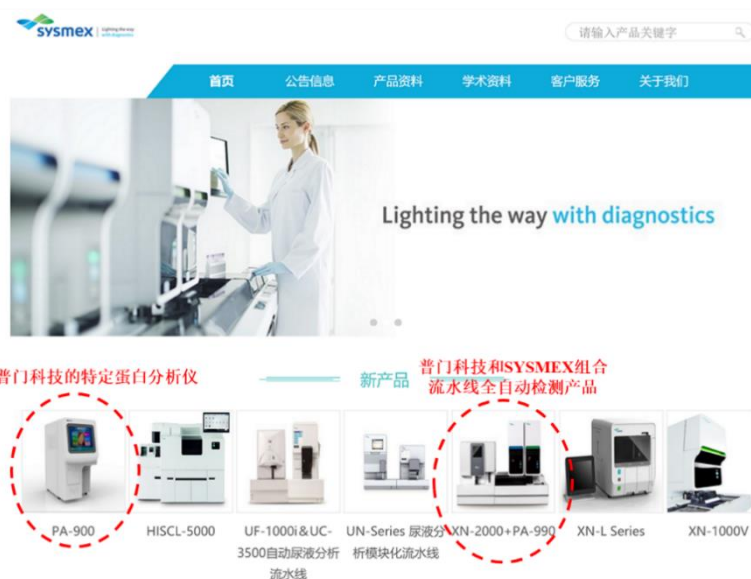 sysmex
Lighting the way
with diagnostics
请输入产品关键字
首页 公告信息 产品资料 学术资料 客户服务 关于我们
Lighting the way with diagnostics
普门科技的特定蛋白分析仪
新产品
普门科技和SYSMEX组合
流水线全自动检测产品
PA-900
HISCL-5000
UF-1000i&UC-
3500自动尿液分析
流水线
UN-Series 尿液分
析模块化流水线
XN-2000+PA-990
XN-L Series
XN-1000V